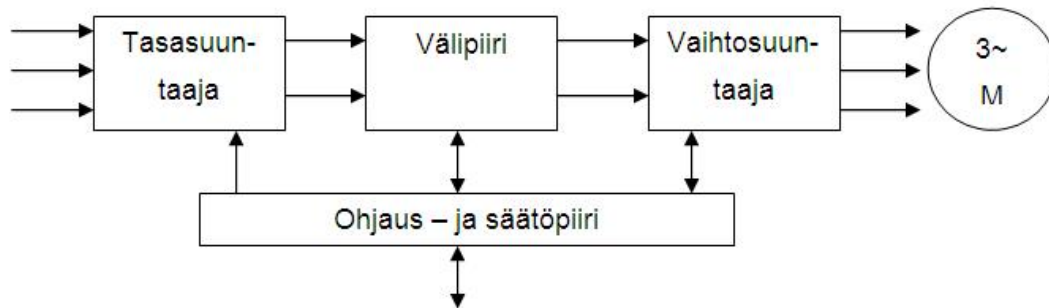 Tasasuun-
taaja
Välipiiri
Vaihtosuun-
taaja
3~
M
Ohjaus – ja säätöpiiri